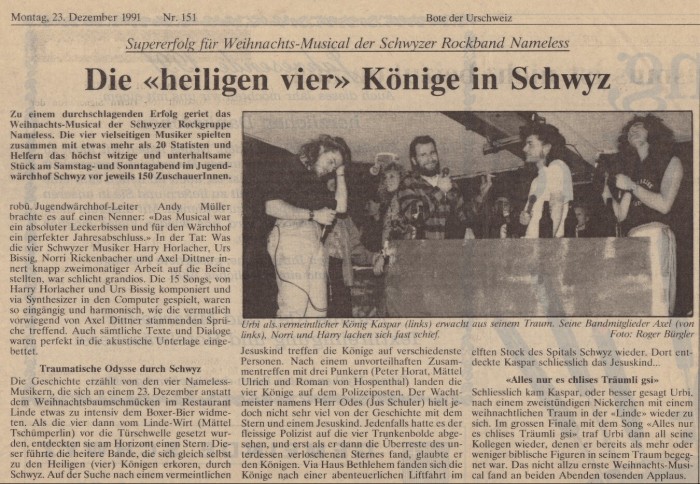 Montag, 23. Dezember 1991 Nr. 151 Bote der Urschweiz
Supererfolg für Weihnachts-Musical der Schwyzer Rockband Nameless
Die «heiligen vier» Könige in Schwyz
Zu einem durchschlagenden Erfolg geriet das
Weihnachts-Musical der Schwyzer Rockgruppe
Nameless. Die vier vielseitigen Musiker spielten
zusammen mit etwas mehr als 20 Statisten und
Helfern das höchst witzige und unterhaltsame
Stück am Samstag- und Sonntagabend im Jugend-
wärchhof Schwyz vor jeweils 150 ZuschauerInnen.
robü. Jugendwärchhof-Leiter Andy Müller
brachte es auf einen Nenner: «Das Musical war
ein absoluter Leckerbissen und für den Wärchhof
ein perfekter Jahresabschluss.» In der Tat: Was
die vier Schwyzer Musiker Harry Horlacher, Urs
Bissig, Norri Rickenbacher und Axel Dittner in-
nert knapp zweimonatiger Arbeit auf die Beine
stellten, war schlicht grandios. Die 15 Songs, von
Harry Horlacher und Urs Bissig komponiert und
via Synthesizer in den Computer gespielt, waren
so eingängig und harmonisch, wie die vermutlich
vorwiegend von Axel Dittner stammenden Sprü-
che treffend. Auch sämtliche Texte und Dialoge
waren perfekt in die akustische Unterlage einge-
bettet.
Traumatische Odysse durch Schwyz
Die Geschichte erzählt von den vier Nameless-
Musikern, die sich an einem 23. Dezember anstatt
dem Weihnachtsbaumschmücken im Restaurant
Linde etwas zu intensiv dem Boxer-Bier widme-
ten. Als die vier dann vom Linde-Wirt (Mättel
Tschümperlin) vor die Türschwelle gesetzt wur-
den, entdeckten sie am Horizont einen Stern. Die-
ser führte die heitere Bande, die sich gleich selbst
zu den Heiligen (vier) Königen erkoren, durch
Schwyz. Auf der Suche nach einem vermeintlichen
Urbi als vermeintlicher König Kaspar (links) erwacht aus seinem Traum. Seine Bandmitglieder Axel (von
links), Norri und Harry lachen sich fast schief. Foto: Roger Bürgler
Jesuskind treffen die Könige auf verschiedenste
Personen. Nach einem unvorteilhaften Zusam-
mentreffen mit drei Punkern (Peter Horat, Mättel
Ulrich und Roman von Hospenthal) landen die
vier Könige auf dem Polizeiposten. Der Wacht-
meister namens Herr Odes (Jus Schuler) hielt je-
doch nicht sehr viel von der Geschichte mit dem
Stern und einem Jesuskind. Jedenfalls hatte es der
fleissige Polizist auf die vier Trunkenbolde abge-
sehen, und erst als er dann die Überreste des un-
terdessen verloschenen Sternes fand, glaubte er
den Königen. Via Haus Bethlehem fanden sich die
Könige nach einer abenteuerlichen Liftfahrt im
elften Stock des Spitals Schwyz wieder. Dort ent-
deckte Kaspar schliesslich das Jesuskind...
«Alles nur es chlises Träumli gsi»
Schliesslich kam Kaspar, oder besser gesagt Urbi,
nach einem zweistündigen Nickerchen mit einem
weihnachtlichen Traum in der «Linde» wieder zu
sich. Im grossen Finale mit dem Song «Alles nur
es chlises Träumli gsi» traf Urbi dann all seine
Kollegen wieder, denen er bereits als mehr oder
weniger biblische Figuren in seinem Traum begeg-
net war. Das nicht allzu ernste Weihnachts-Musi-
cal fand an beiden Abenden tosenden Applaus.